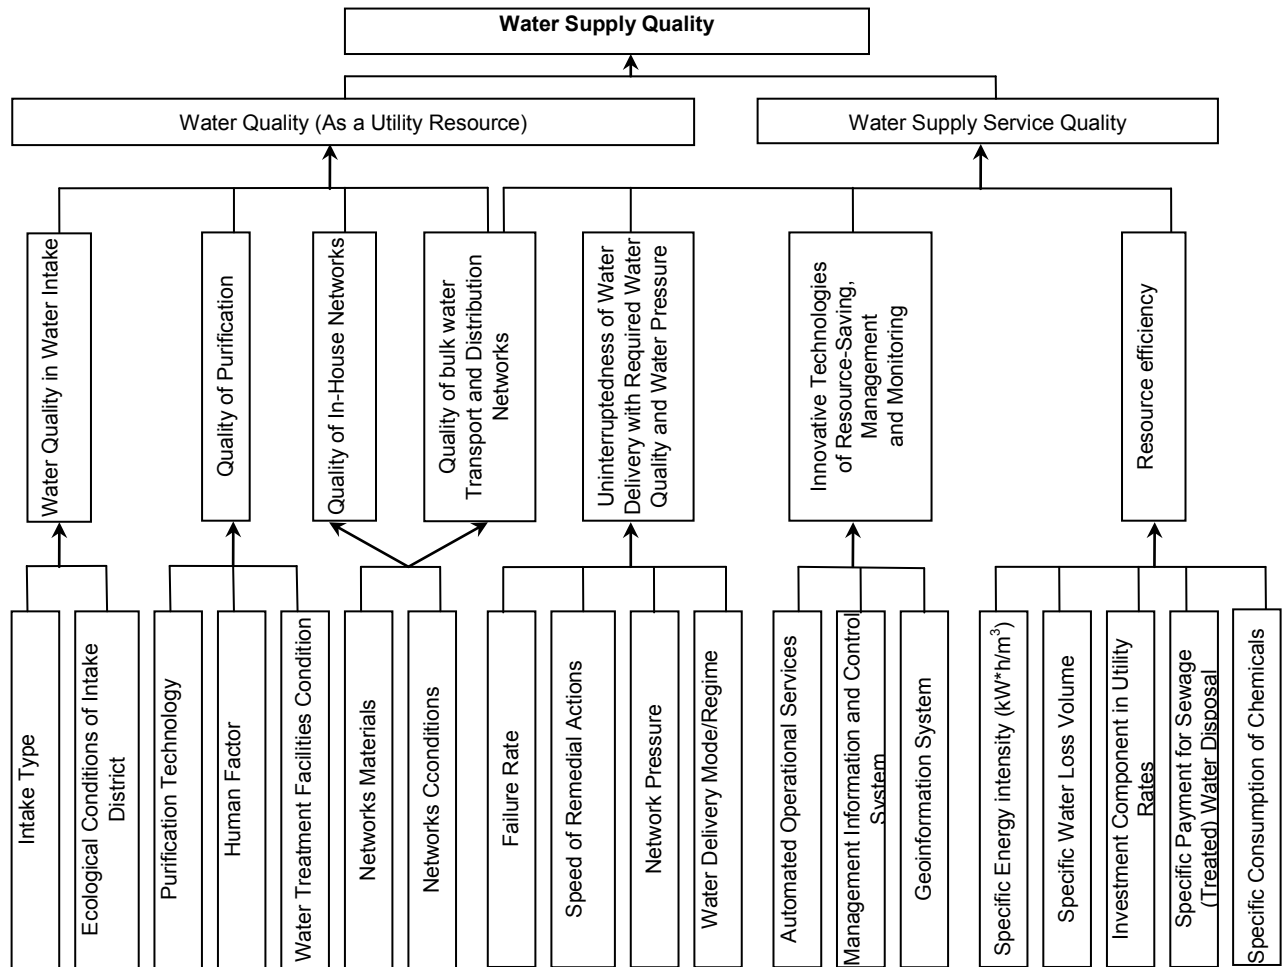 Water Supply Quality
Water Quality (As a Utility Resource)
Water Supply Service Quality
Water Quality in Water Intake
Quality of Purification
Quality of In-House Networks
Quality of bulk water
Transport and Distribution
Networks
Uninterruptedness of Water
Delivery with Required Water
Quality and Water Pressure
Innovative Technologies
of Resource-Saving,
Management
and Monitoring
Resource efficiency
Intake Type
Ecological Conditions of Intake
District
Purification Technology
Human Factor
Water Treatment Facilities Condition
Networks Materials
Networks Cconditions
Failure Rate
Speed of Remedial Actions
Network Pressure
Water Delivery Mode/Regime
Automated Operational Services
Management Information and Control
System
Geoinformation System
Specific Energy intensity (kW*h/m³)
Specific Water Loss Volume
Investment Component in Utility
Rates
Specific Payment for Sewage
(Treated) Water Disposal
Specific Consumption of Chemicals